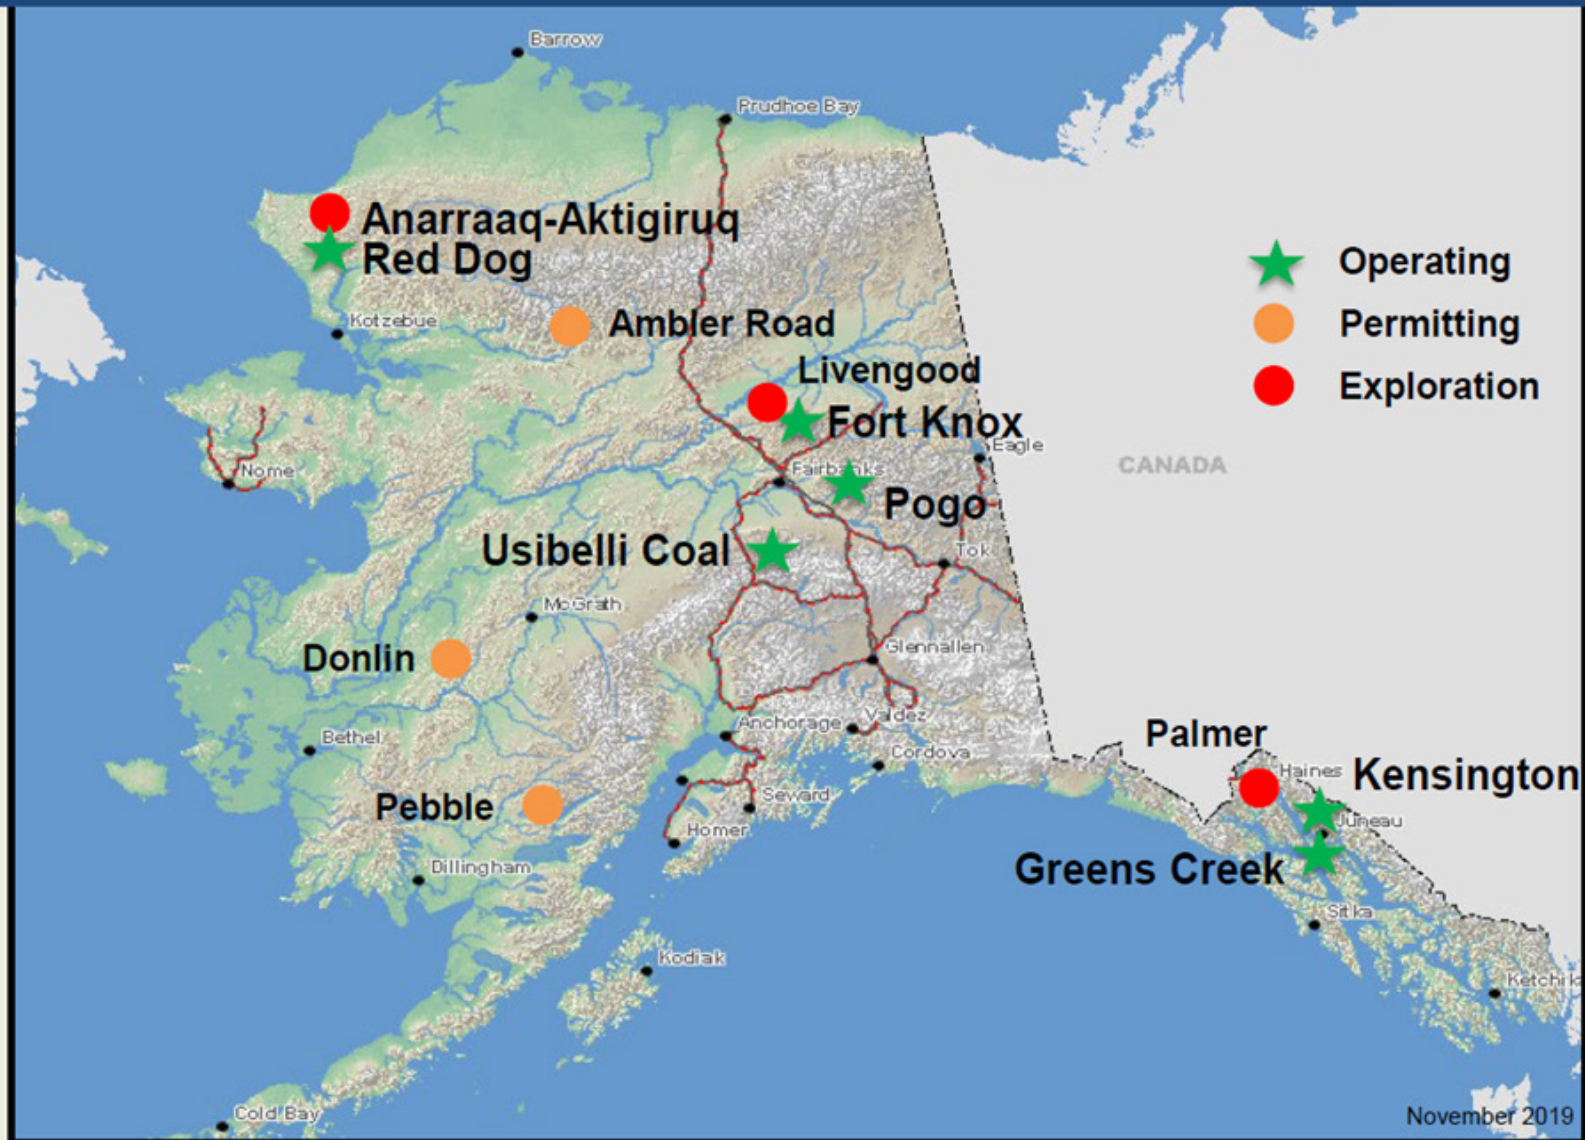 Barrow
Prudhoe Bay
Anarraaq-Aktigiruq
Red Dog
Operating
Kotzebue
Ambler Road
Permitting
Livengood
Exploration
Fort Knox
Eagle
CANADA
Nome
Fairbanks
Pogo
Usibelli Coal
Tok
McGrath
Glennallen
Donlin
Valdez
Anchorage
Palmer
Bethel
Cordova
Haines
Kensington
Seward
Pebble
Juneau
Homer
Dillingham
Greens Creek
Sitka
Kodiak
Ketchik
Cold Bay
November 2019